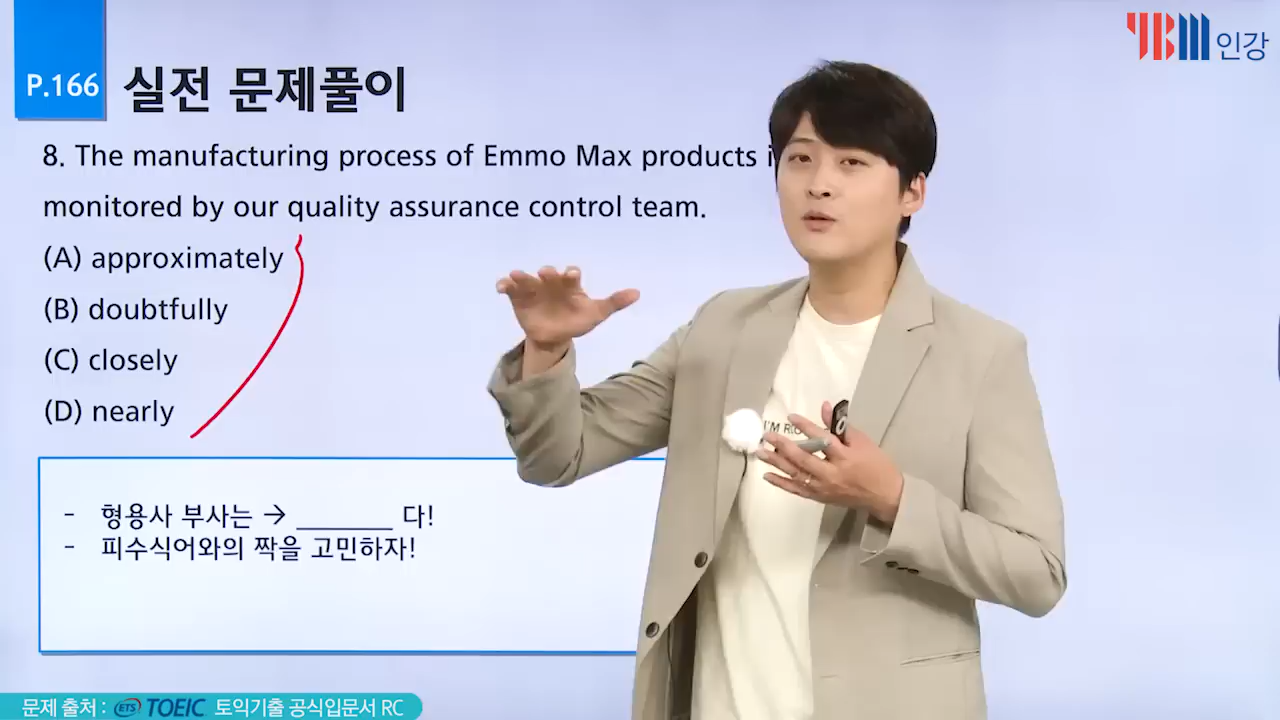 YBM 인강
P.166 실전 문제풀이
8. The manufacturing process of Emmo Max products
monitored by our quality assurance control team.
(A) approximately
(B) doubtfully
(C) closely
(D) nearly
- 형용사 부사는 → ________ 다!
- 피수식어와의 짝을 고민하자!
I'M
문제 출처 : ETS TOEIC 토익기출 공식입문서 RC